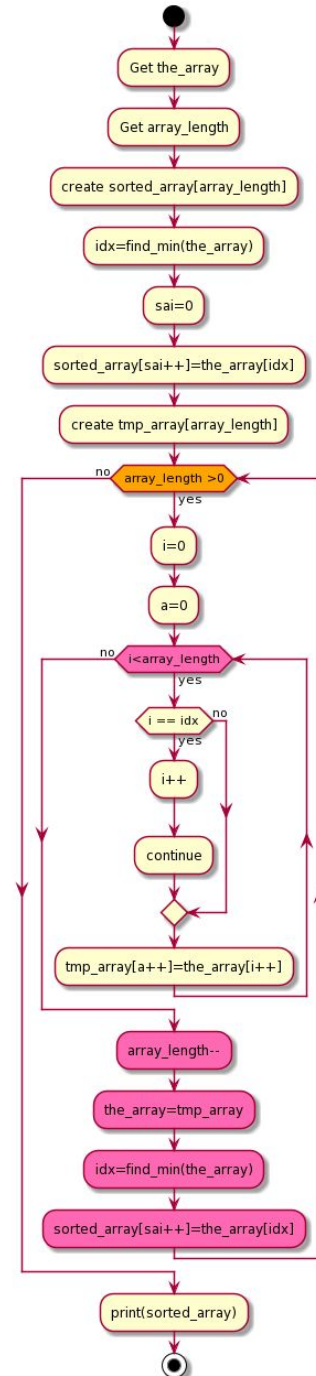 Get the_array
Get array_length
create sorted_array[array_length]
idx=find_min(the_array)
sai=0
sorted_array[sai++]=the_array[idx]
create tmp_array[array_length]
no
array_length >0
yes
i=0
a=0
no
i<array_length
yes
i == idx
no
yes
i++
continue
tmp_array[a++]=the_array[i++]
array_length--
the_array=tmp_array
idx=find_min(the_array)
sorted_array[sai++]=the_array[idx]
print(sorted_array)